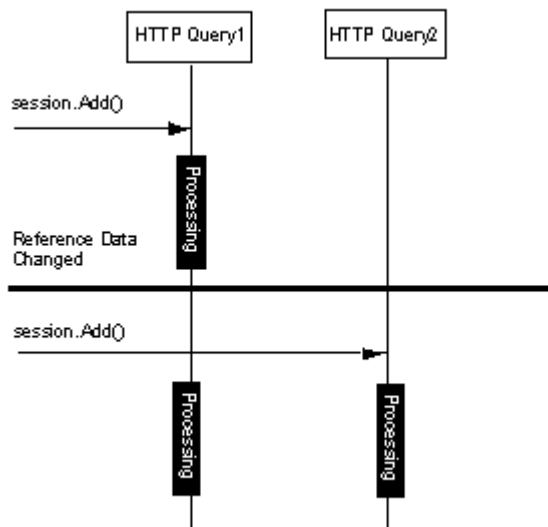 HTTP Query1
HTTP Query2
session.Add()
Processing
Reference Data
Changed
session.Add()
Processing
Processing